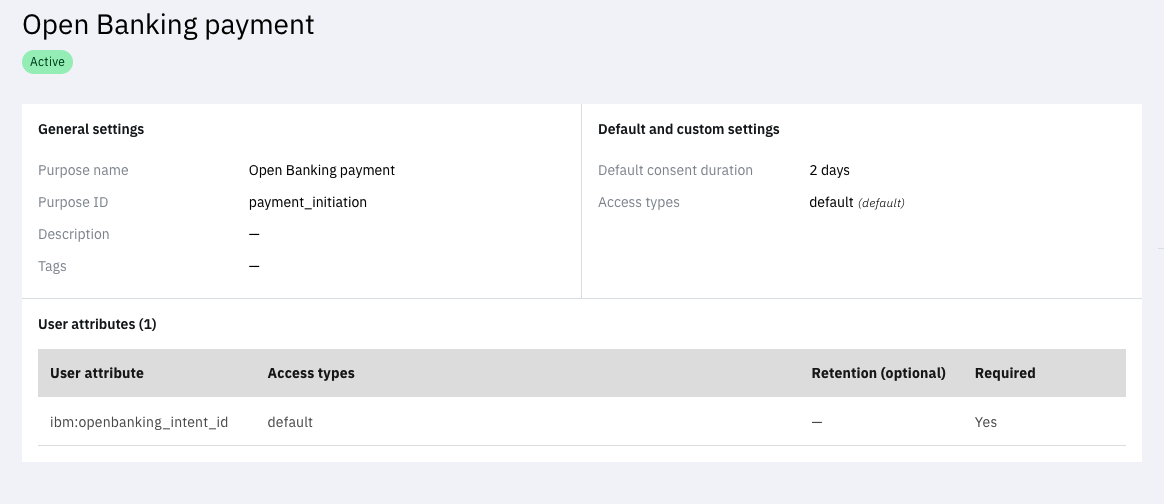 Open Banking payment
Active
General settings
Purpose name Open Banking payment
Purpose ID payment_initiation
Description —
Tags —
Default and custom settings
Default consent duration 2 days
Access types default (default)
User attributes (1)
User attribute Access types Retention (optional) Required
ibm:openbanking_intent_id default — Yes